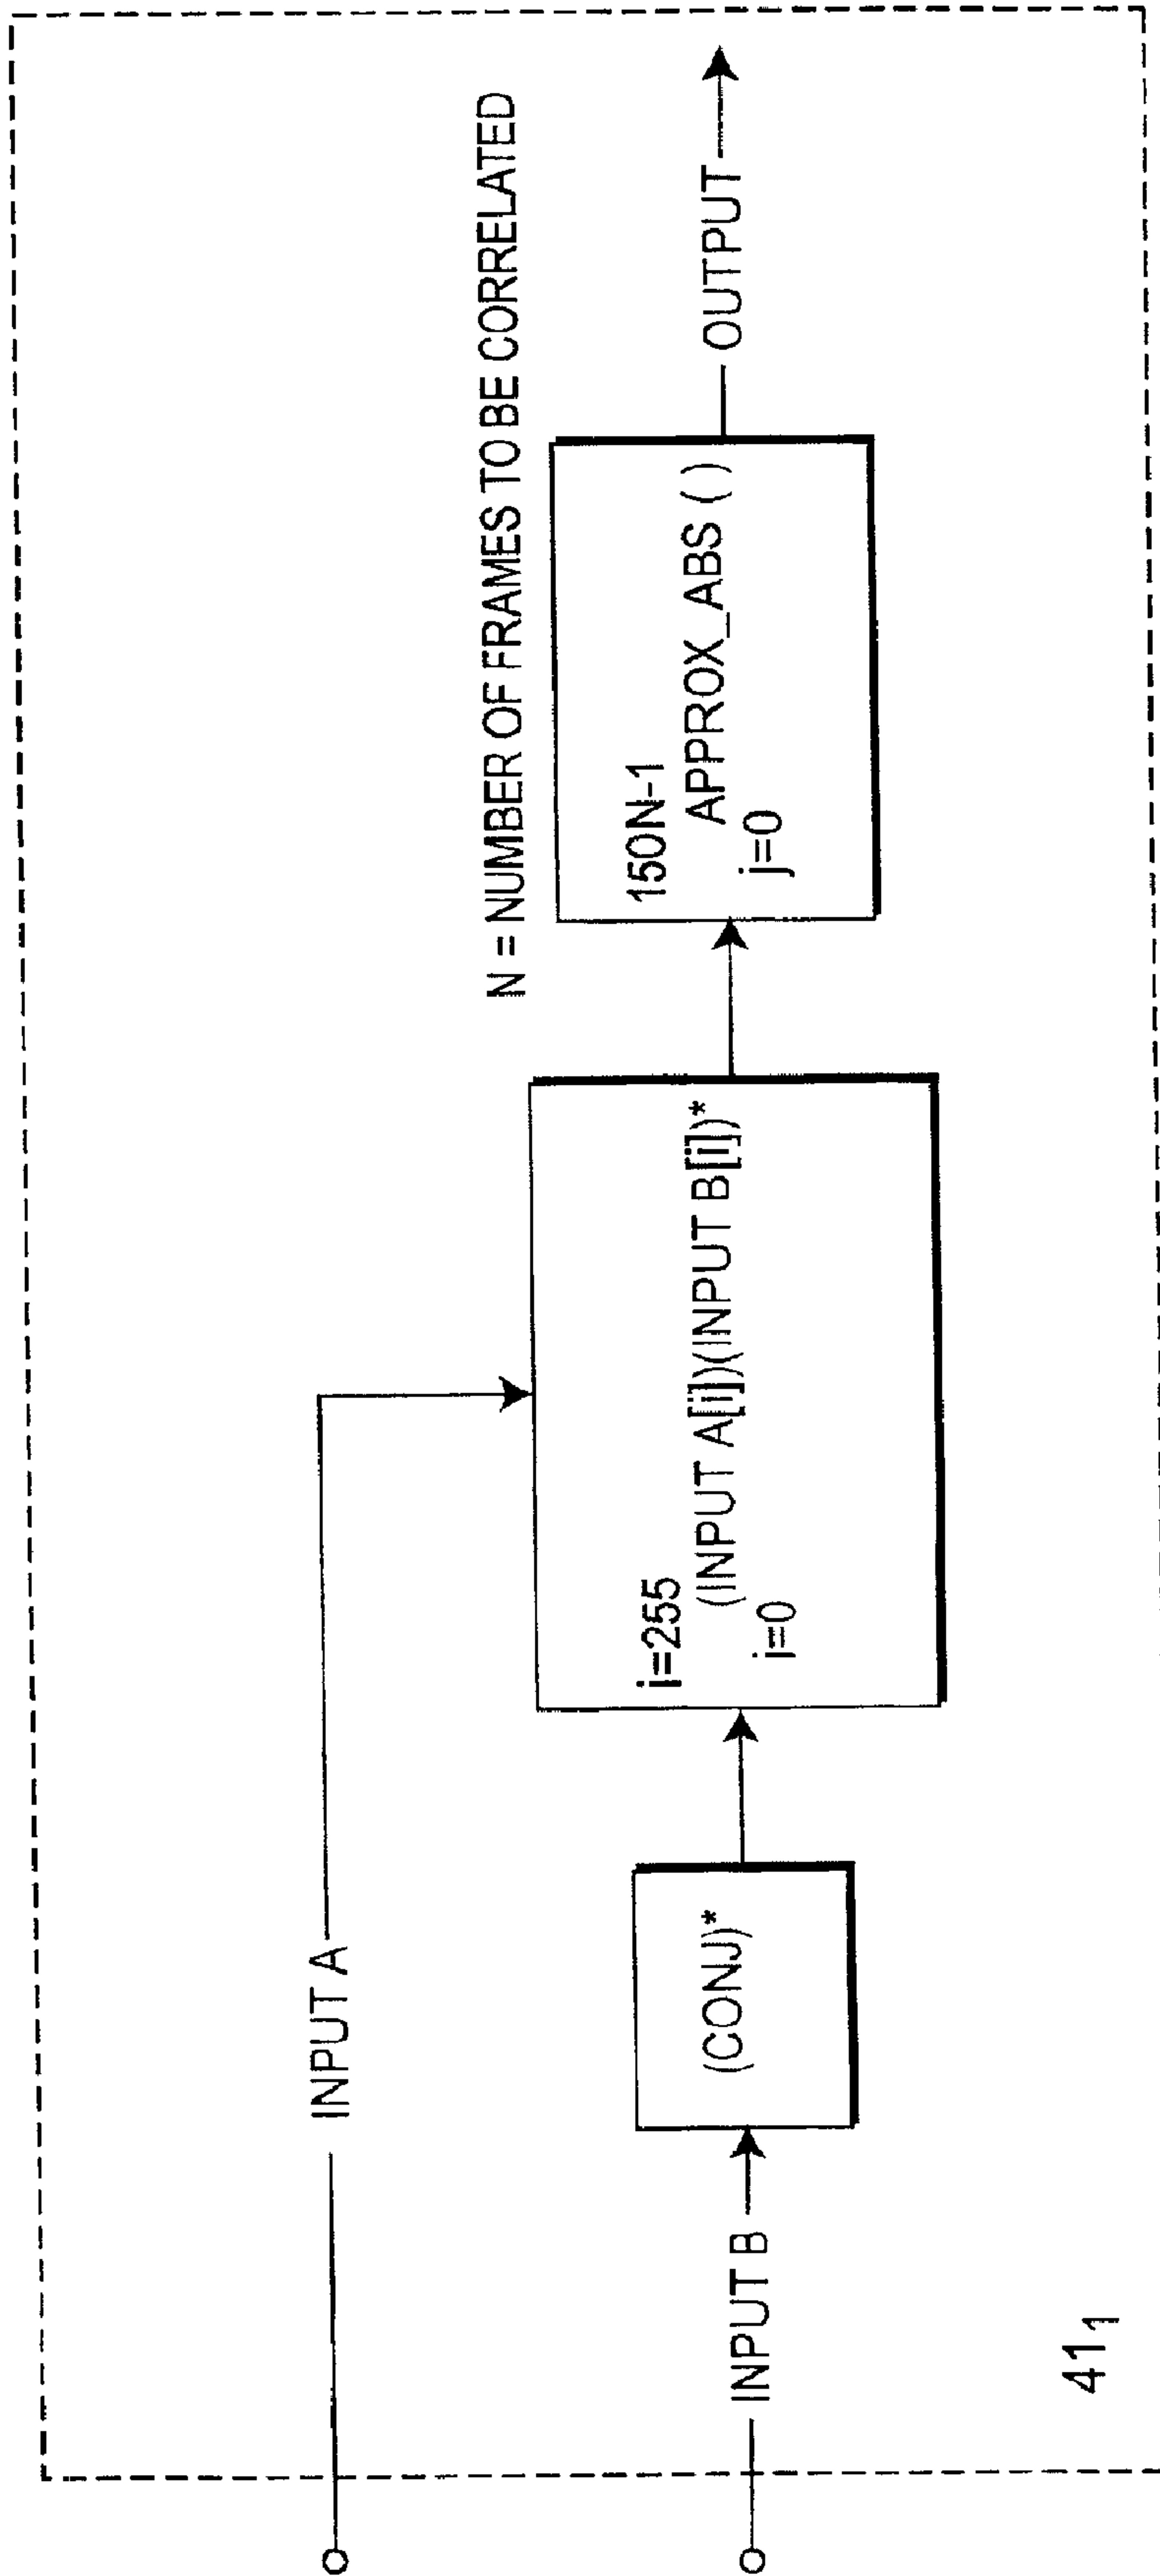 N = NUMBER OF FRAMES TO BE CORRELATED
INPUT A
INPUT B
(CONJ)*
i=255
(INPUT A[i])(INPUT B[i])*
i=0
150N-1
APPROX_ABS ( )
j=0
OUTPUT
41₁